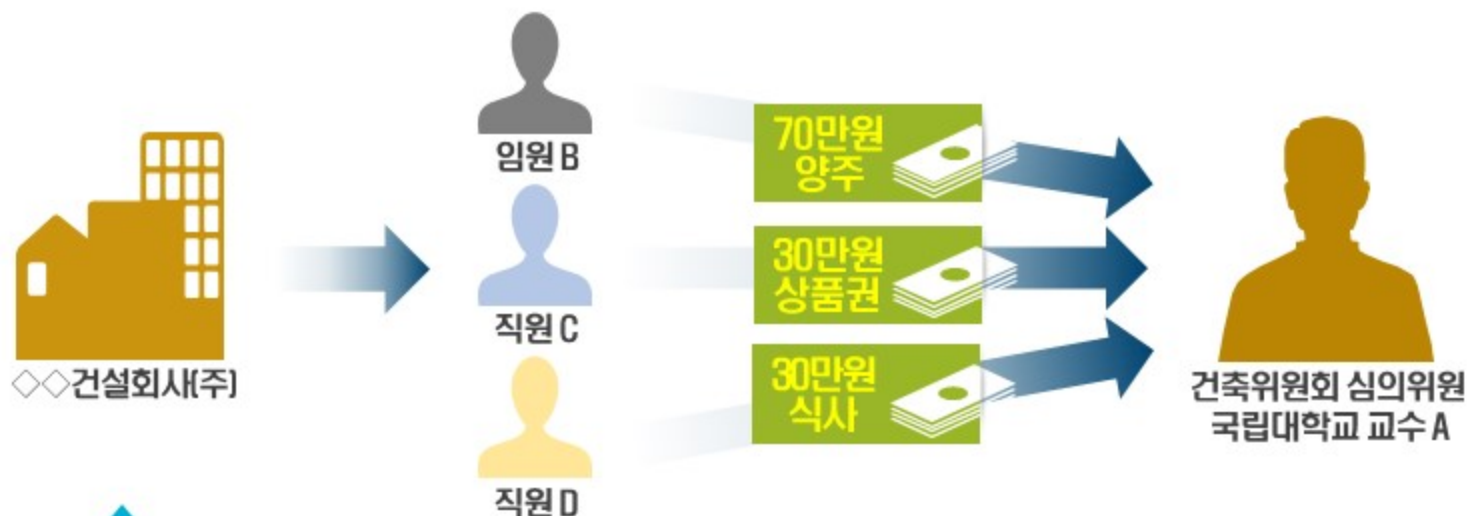 임원 B
70만원
양주
직원 C
30만원
상품권
직원 D
30만원
식사
◇◇건설회사(주)
건축위원회 심의위원
국립대학교 교수 A